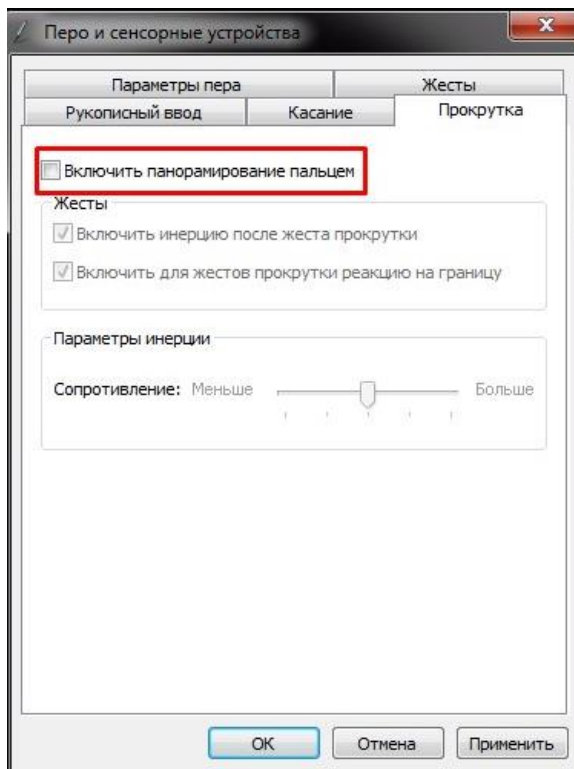 Перо и сенсорные устройства
Параметры пера Жесты
Рукописный ввод Касание Прокрутка
Включить панорамирование пальцем
Жесты
Включить инерцию после жеста прокрутки
Включить для жестов прокрутки реакцию на границу
Параметры инерции
Сопротивление: Меньше Больше
ОК Отмена Применить